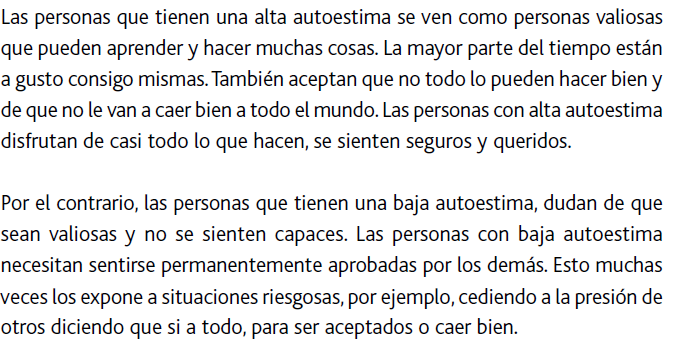 Las personas que tienen una alta autoestima se ven como personas valiosas
que pueden aprender y hacer muchas cosas. La mayor parte del tiempo están
a gusto consigo mismas. También aceptan que no todo lo pueden hacer bien y
de que no le van a caer bien a todo el mundo. Las personas con alta autoestima
disfrutan de casi todo lo que hacen, se sienten seguros y queridos.
Por el contrario, las personas que tienen una baja autoestima, dudan de que
sean valiosas y no se sienten capaces. Las personas con baja autoestima
necesitan sentirse permanentemente aprobadas por los demás. Esto muchas
veces los expone a situaciones riesgosas, por ejemplo, cediendo a la presión de
otros diciendo que si a todo, para ser aceptados o caer bien.